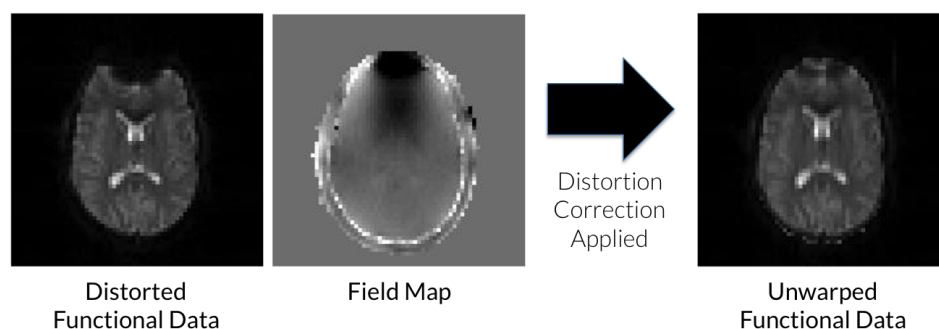 Distorted
Functional Data
Field Map
Distortion
Correction
Applied
Unwarped
Functional Data